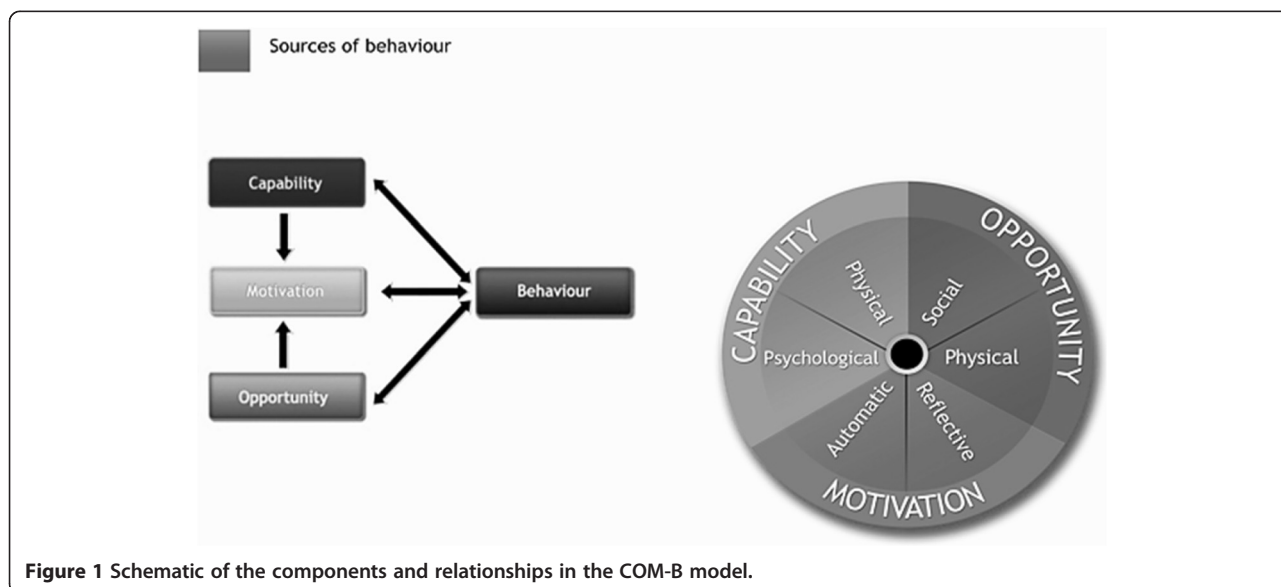 Sources of behaviour
Capability
Motivation
Opportunity
Behaviour
CAPABILITY
OPPORTUNITY
MOTIVATION
Physical
Social
Psychological
Physical
Automatic
Reflective
Figure 1 Schematic of the components and relationships in the COM-B model.